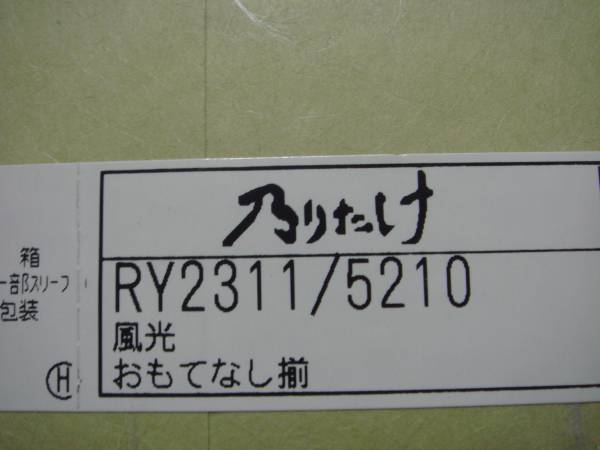 箱
一部スリーブ
包装
H
乃りたけ
RY2311/5210
風光
おもてなし揃